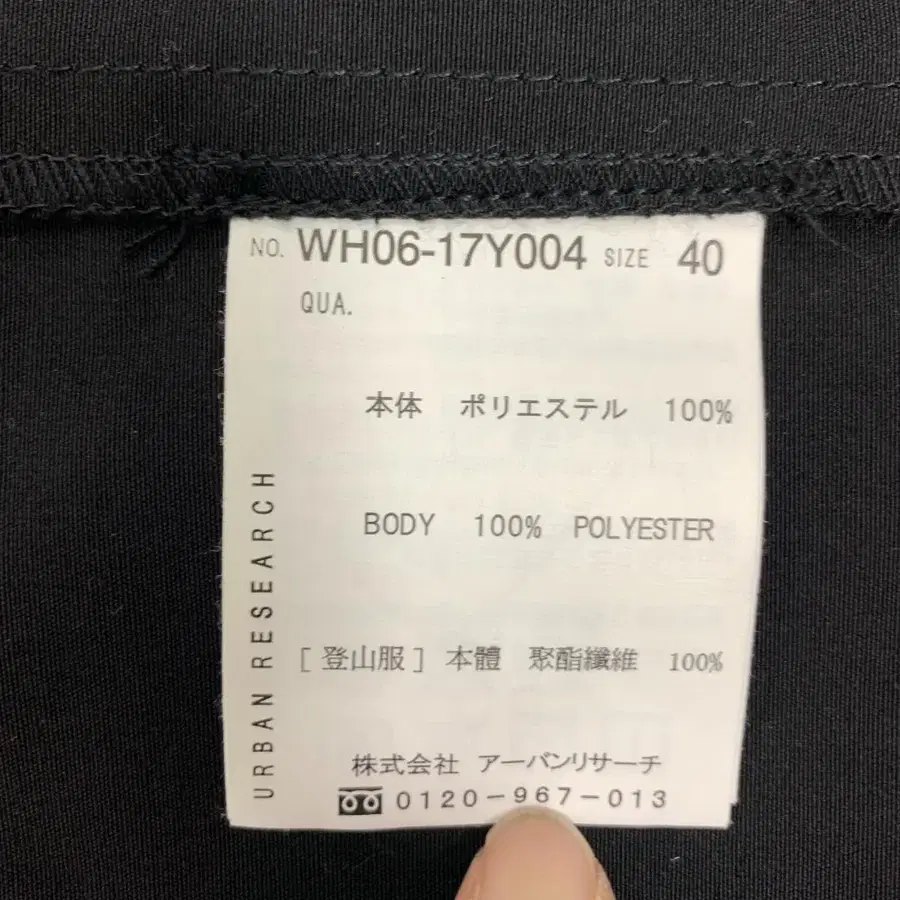 NO. WH06-17Y004 SIZE 40
QUA.
本体 ポリエステル 100%
BODY 100% POLYESTER
[登山服] 本體 聚酯纖維 100%
株式会社 アーバンリサーチ
0120-967-013
URBAN RESEARCH